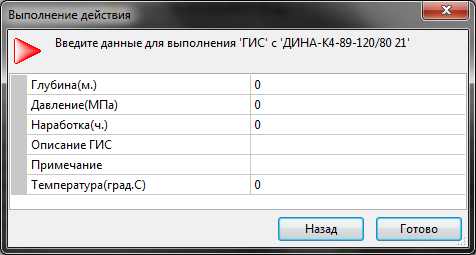 Выполнение действия
Введите данные для выполнения 'ГИС' с 'ДИНА-К4-89-120/80 21'
Глубина(м.) 0
Давление(МПа) 0
Наработка(ч.) 0
Описание ГИС
Примечание
Температура(град.С) 0
Назад Готово